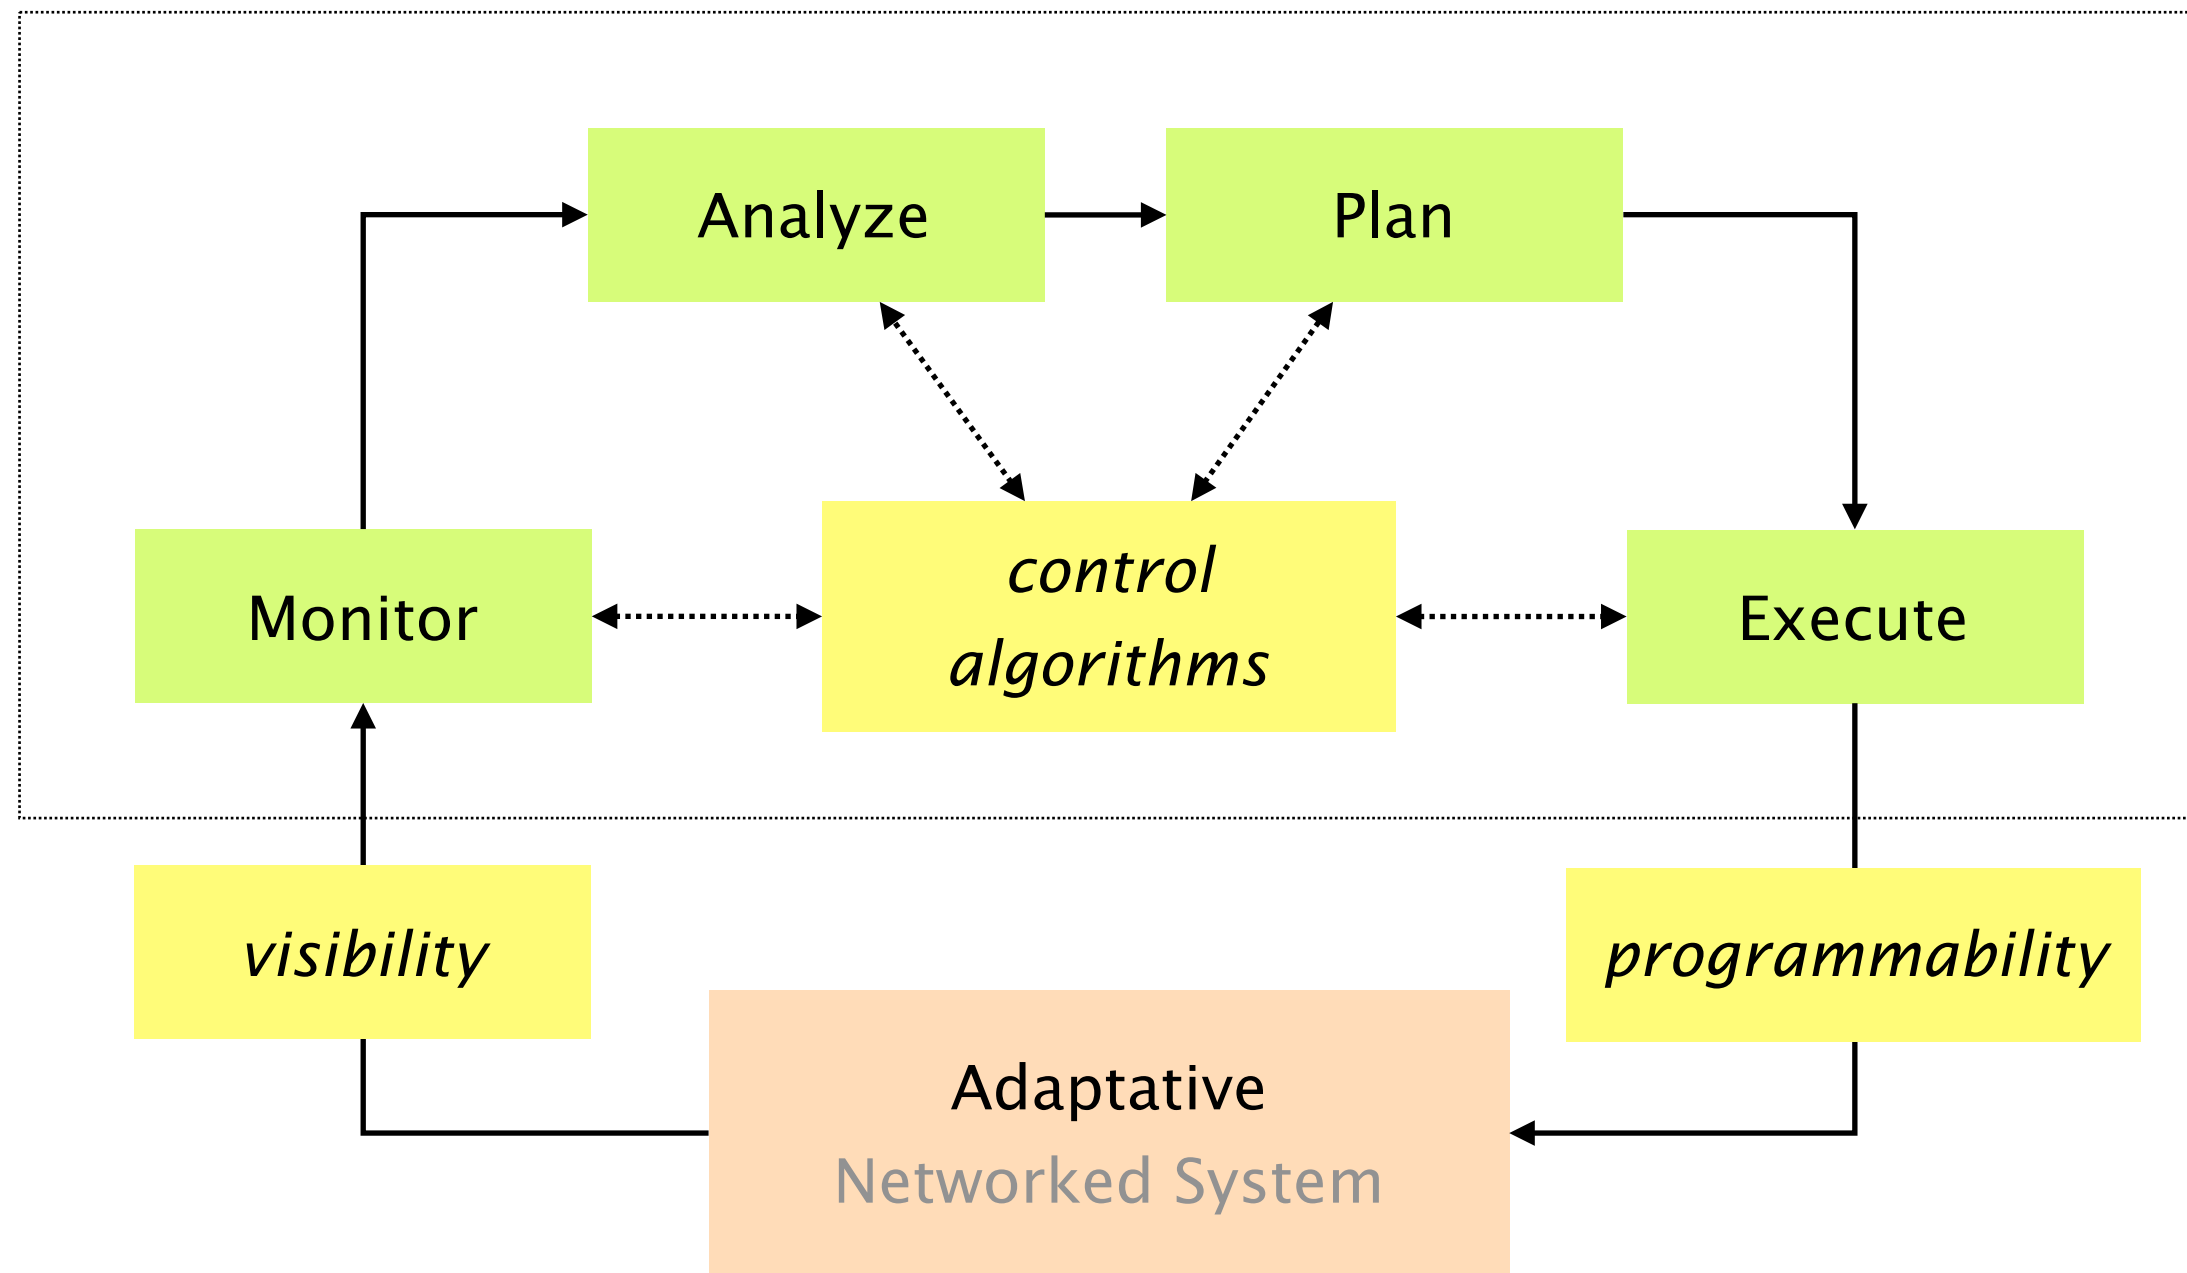 Analyze
Plan
Monitor
control
algorithms
Execute
visibility
programmability
Adaptative
Networked System